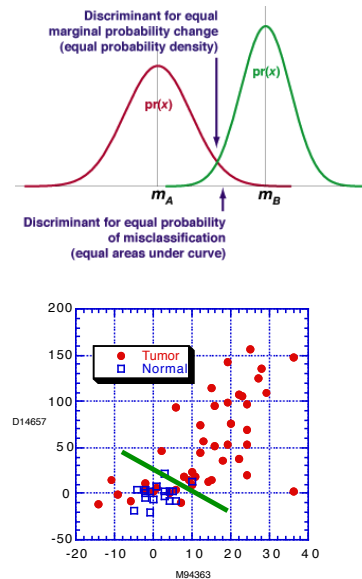 Discriminant for equal
marginal probability change
(equal probability density)
pr(x)
pr(x)
mA
mB
Discriminant for equal probability
of misclassification
(equal areas under curve)
200
150
100
50
0
-50
Tumor
Normal
D14657
-20
-10
0
10
20
30
40
M94363